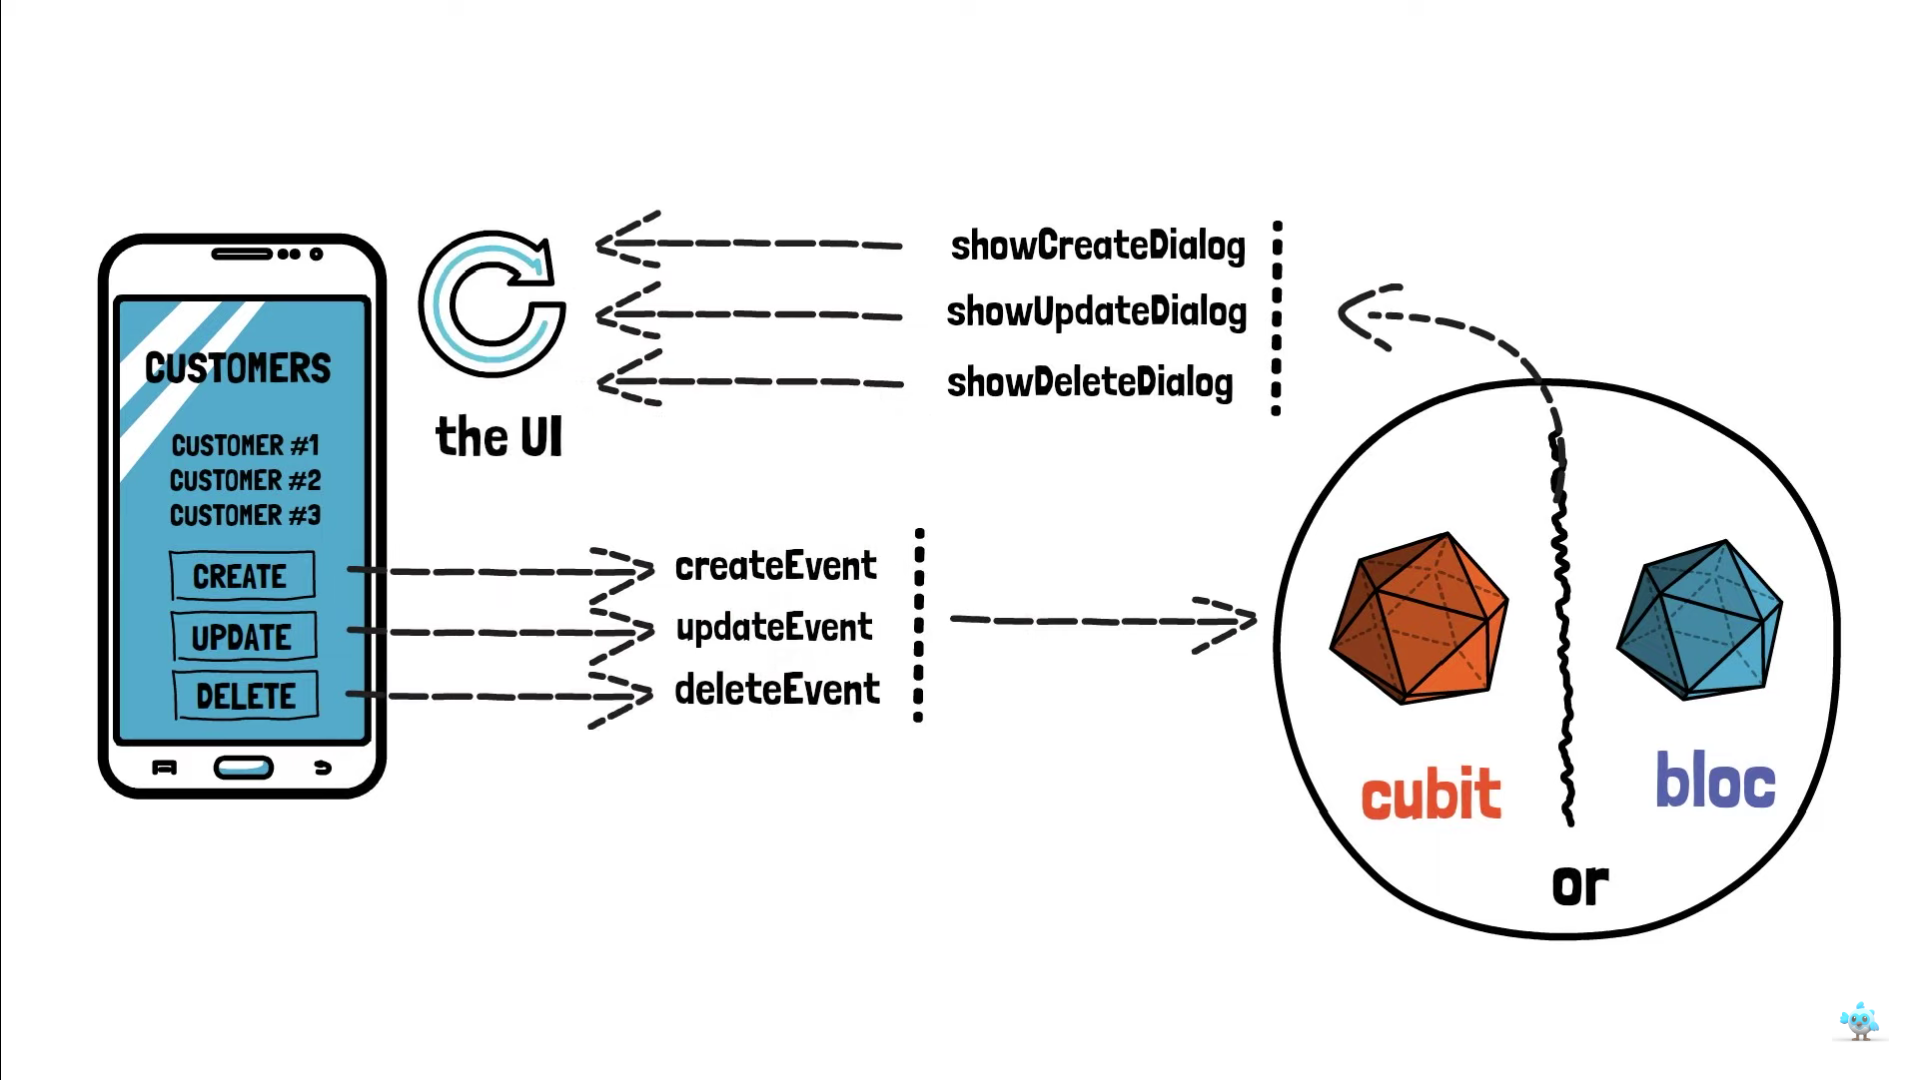 CUSTOMERS
CUSTOMER #1
CUSTOMER #2
CUSTOMER #3
CREATE
UPDATE
DELETE
the UI
showCreateDialog
showUpdateDialog
showDeleteDialog
createEvent
updateEvent
deleteEvent
cubit
bloc
or